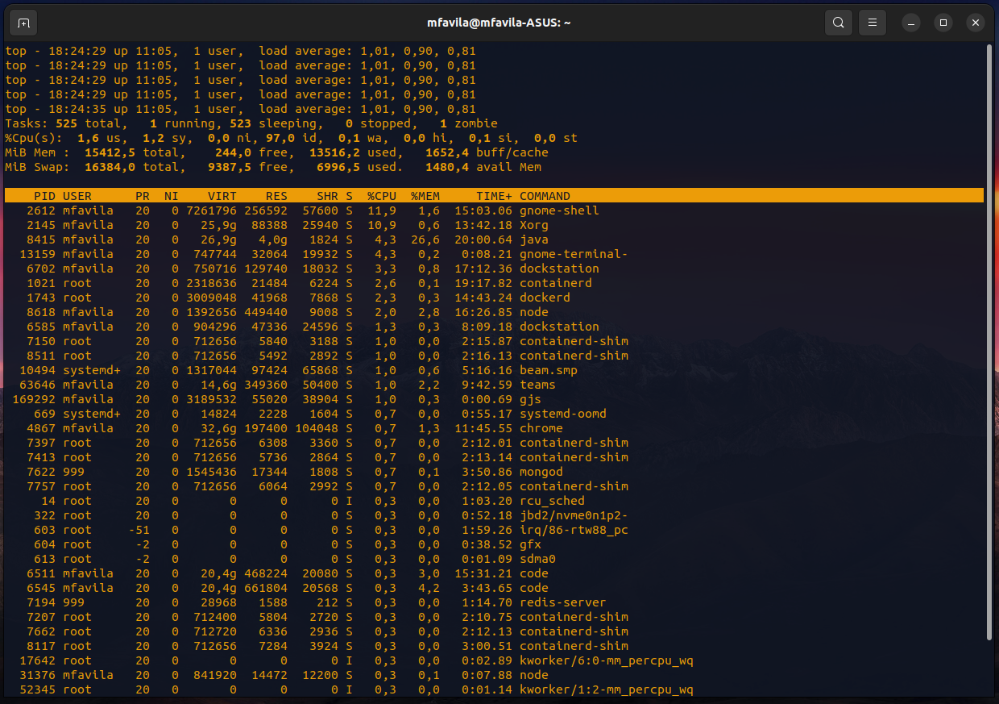 mfavila@mfavila-ASUS: ~
top - 18:24:29 up 11:05,  1 user,  load average: 1,01, 0,90, 0,81
top - 18:24:29 up 11:05,  1 user,  load average: 1,01, 0,90, 0,81
top - 18:24:29 up 11:05,  1 user,  load average: 1,01, 0,90, 0,81
top - 18:24:29 up 11:05,  1 user,  load average: 1,01, 0,90, 0,81
top - 18:24:35 up 11:05,  1 user,  load average: 1,01, 0,90, 0,81
Tasks: 525 total,   1 running, 523 sleeping,   0 stopped,   1 zombie
%Cpu(s):  1,6 us,  1,2 sy,  0,0 ni, 97,0 id,  0,1 wa,  0,0 hi,  0,1 si,  0,0 st
MiB Mem :  15412,5 total,    244,0 free,  13516,2 used,   1652,4 buff/cache
MiB Swap:  16384,0 total,   9387,5 free,   6996,5 used.   1480,4 avail Mem
PID USER      PR  NI    VIRT    RES    SHR S  %CPU  %MEM     TIME+ COMMAND
2612 mfavila   20   0 7261796 256592  57600 S  11,9   1,6  15:03.06 gnome-shell
2145 mfavila   20   0   25,9g  88388  25940 S  10,9   0,6  13:42.18 Xorg
8415 mfavila   20   0   26,9g   4,0g   1824 S   4,3  26,6  20:00.64 java
13159 mfavila   20   0  747744  32064  19932 S   4,3   0,2   0:08.21 gnome-terminal-
6702 mfavila   20   0  750716 129740  18032 S   3,3   0,8  17:12.36 dockstation
1021 root      20   0 2318636  21484   6224 S   2,6   0,1  19:17.82 containerd
1743 root      20   0 3009048  41968   7868 S   2,3   0,3  14:43.24 dockerd
8618 mfavila   20   0 1392656 449440   9008 S   2,0   2,8  16:26.85 node
6585 mfavila   20   0  904296  47336  24596 S   1,3   0,3   8:09.18 dockstation
7150 root      20   0  712656   5840   3188 S   1,0   0,0   2:15.87 containerd-shim
8511 root      20   0  712656   5492   2892 S   1,0   0,0   2:16.13 containerd-shim
10494 systemd+  20   0 1317044  97424  65868 S   1,0   0,6   5:16.16 beam.smp
63646 mfavila   20   0   14,6g 349360  50400 S   1,0   2,2   9:42.59 teams
169292 mfavila   20   0 3189532  55020  38904 S   1,0   0,3   0:00.69 gjs
669 systemd+  20   0   14824   2228   1604 S   0,7   0,0   0:55.17 systemd-oomd
4867 mfavila   20   0   32,6g 197400 104048 S   0,7   1,3  11:45.55 chrome
7397 root      20   0  712656   6308   3360 S   0,7   0,0   2:12.01 containerd-shim
7413 root      20   0  712656   5736   2864 S   0,7   0,0   2:13.14 containerd-shim
7622 999       20   0 1545436  17344   1808 S   0,7   0,1   3:50.86 mongod
7757 root      20   0  712656   6064   2992 S   0,7   0,0   2:12.05 containerd-shim
14 root      20   0       0      0      0 I   0,3   0,0   1:03.20 rcu_sched
322 root      20   0       0      0      0 S   0,3   0,0   0:52.18 jbd2/nvme0n1p2-
603 root     -51   0       0      0      0 S   0,3   0,0   1:59.26 irq/86-rtw88_pc
604 root      -2   0       0      0      0 S   0,3   0,0   0:38.52 gfx
613 root      -2   0       0      0      0 S   0,3   0,0   0:01.09 sdma0
6511 mfavila   20   0   20,4g 468224  20080 S   0,3   3,0  15:31.21 code
6545 mfavila   20   0   20,4g 661804  20568 S   0,3   4,2   3:43.65 code
7194 999       20   0   28968   1588    212 S   0,3   0,0   1:14.70 redis-server
7207 root      20   0  712400   5804   2720 S   0,3   0,0   2:10.75 containerd-shim
7662 root      20   0  712720   6336   2936 S   0,3   0,0   2:12.13 containerd-shim
8117 root      20   0  712656   7284   3924 S   0,3   0,0   3:00.51 containerd-shim
17642 root      20   0       0      0      0 I   0,3   0,0   0:02.89 kworker/6:0-mm_percpu_wq
31376 mfavila   20   0  841920  14472  12200 S   0,3   0,1   0:07.88 node
52345 root      20   0       0      0      0 I   0,3   0,0   0:01.14 kworker/1:2-mm_percpu_wq